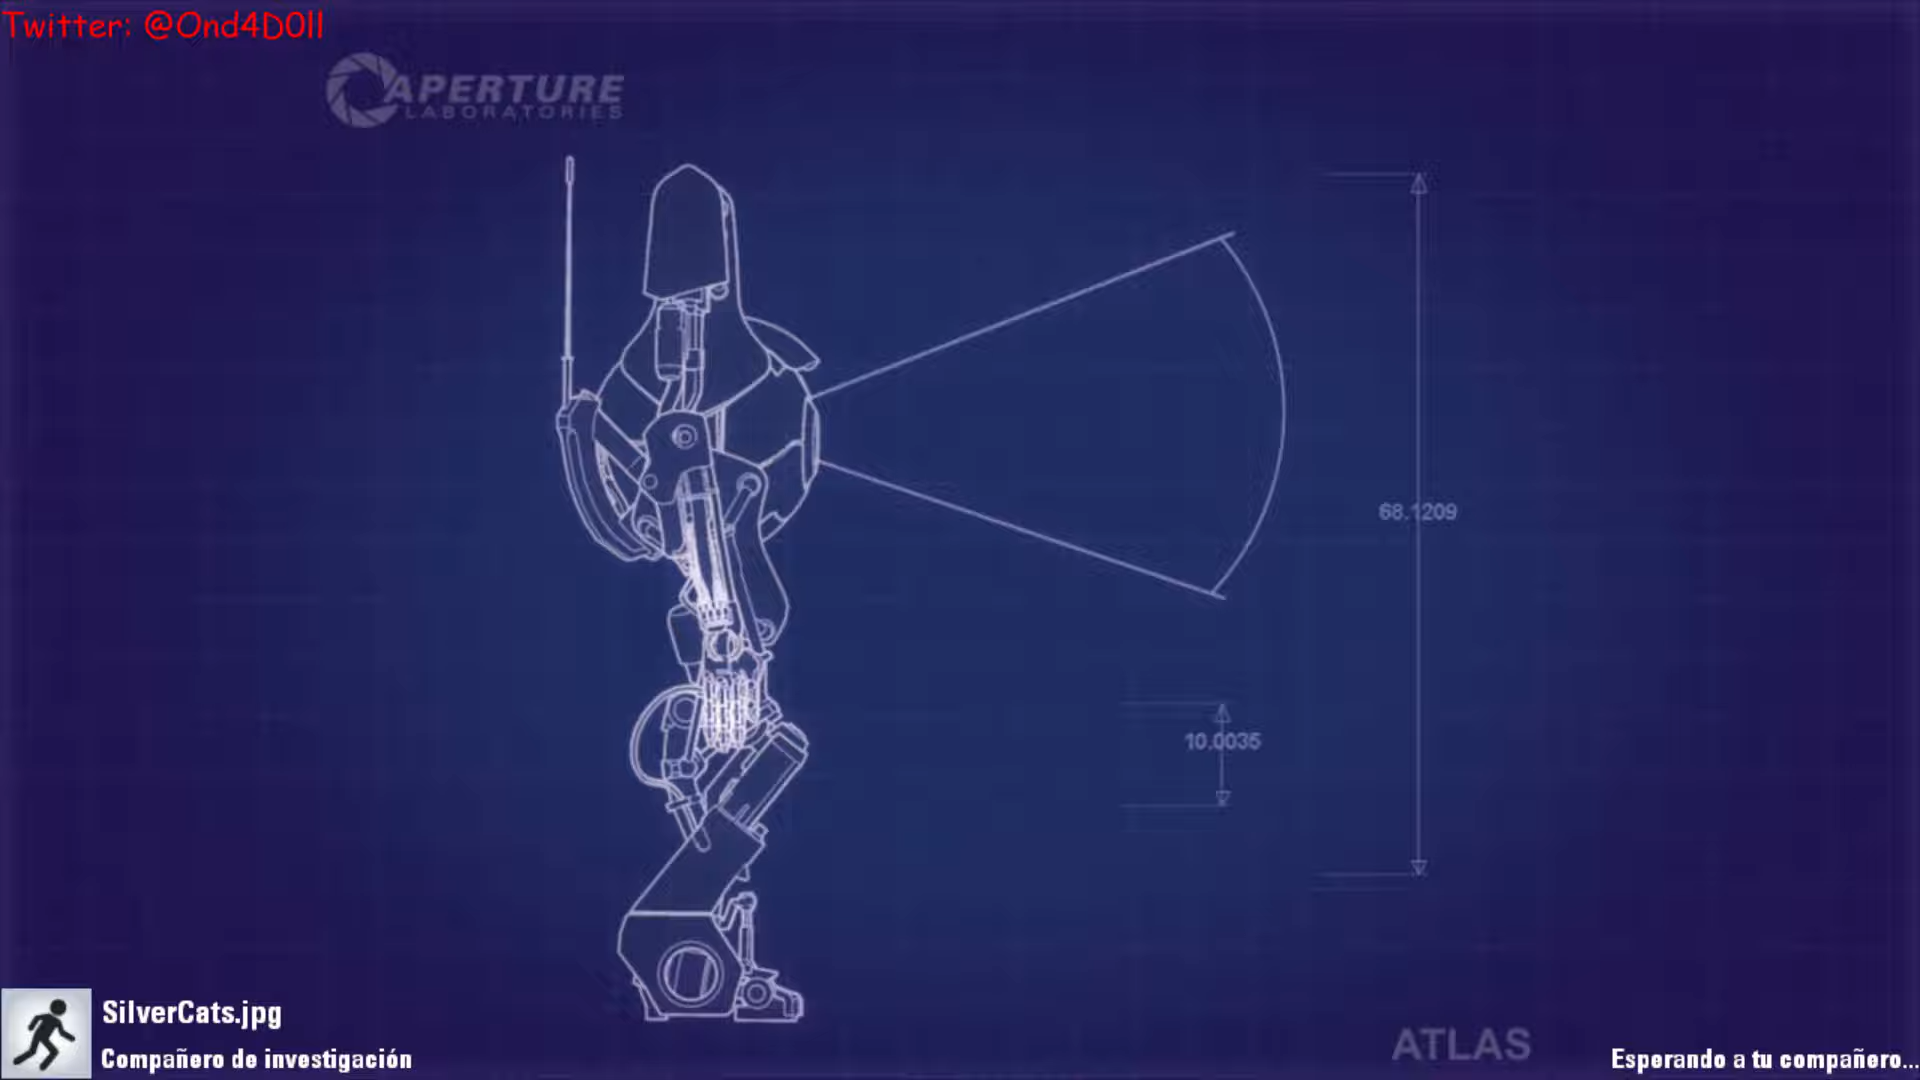 Twitter: @Ond4D0ll
APERTURE
LABORATORIES
68.1209
10.0035
SilverCats.jpg
Compañero de investigación
ATLAS
Esperando a tu compañero...